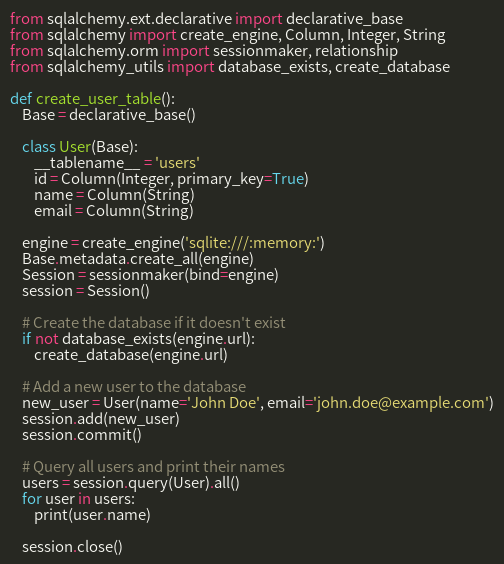 from sqlalchemy.ext.declarative import declarative_base
from sqlalchemy import create_engine, Column, Integer, String
from sqlalchemy.orm import sessionmaker, relationship
from sqlalchemy_utils import database_exists, create_database

def create_user_table():
    Base = declarative_base()

    class User(Base):
        __tablename__ = 'users'
        id = Column(Integer, primary_key=True)
        name = Column(String)
        email = Column(String)

    engine = create_engine('sqlite:///:memory:')
    Base.metadata.create_all(engine)
    Session = sessionmaker(bind=engine)
    session = Session()

    # Create the database if it doesn't exist
    if not database_exists(engine.url):
        create_database(engine.url)

    # Add a new user to the database
    new_user = User(name='John Doe', email='john.doe@example.com')
    session.add(new_user)
    session.commit()

    # Query all users and print their names
    users = session.query(User).all()
    for user in users:
        print(user.name)

    session.close()